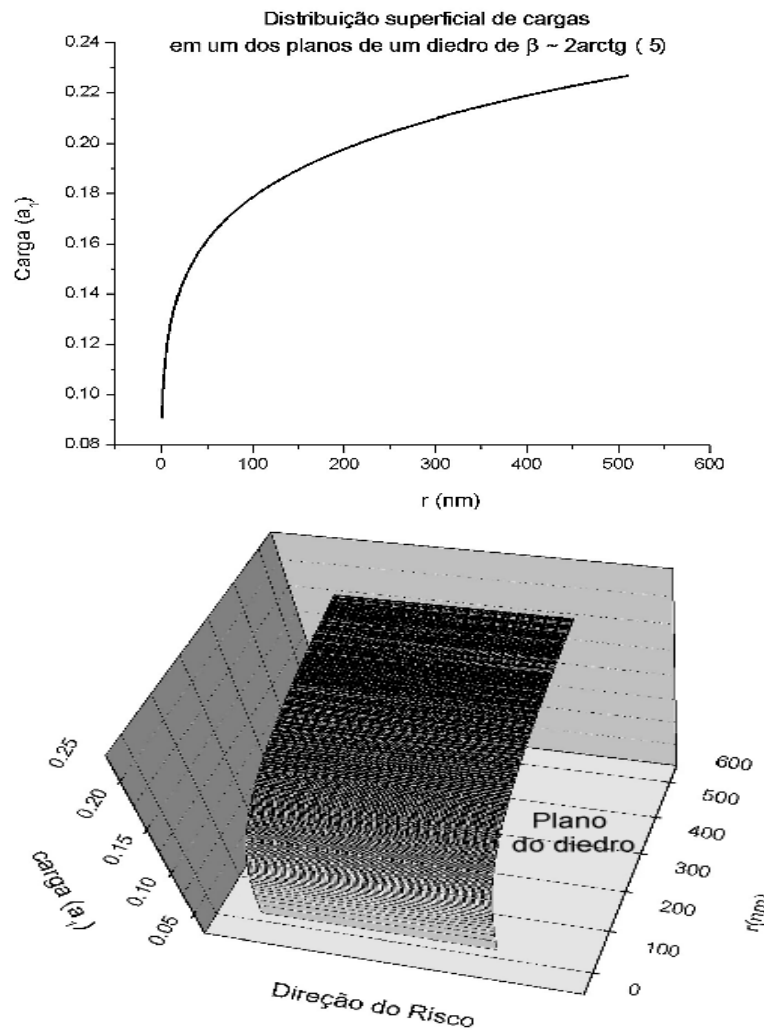 Distribuição superficial de cargas
em um dos planos de um diedro de β ~ 2arctg ( 5)
0.24
0.22
0.20
0.18
0.16
0.14
0.12
0.10
0.08
Carga (a₁)
0 100 200 300 400 500 600
r (nm)
0.25
0.20
0.15
0.10
0.05
carga (a₁)
Plano
do diedro
600
500
400
300
200
100
0
r(nm)
Direção do Risco